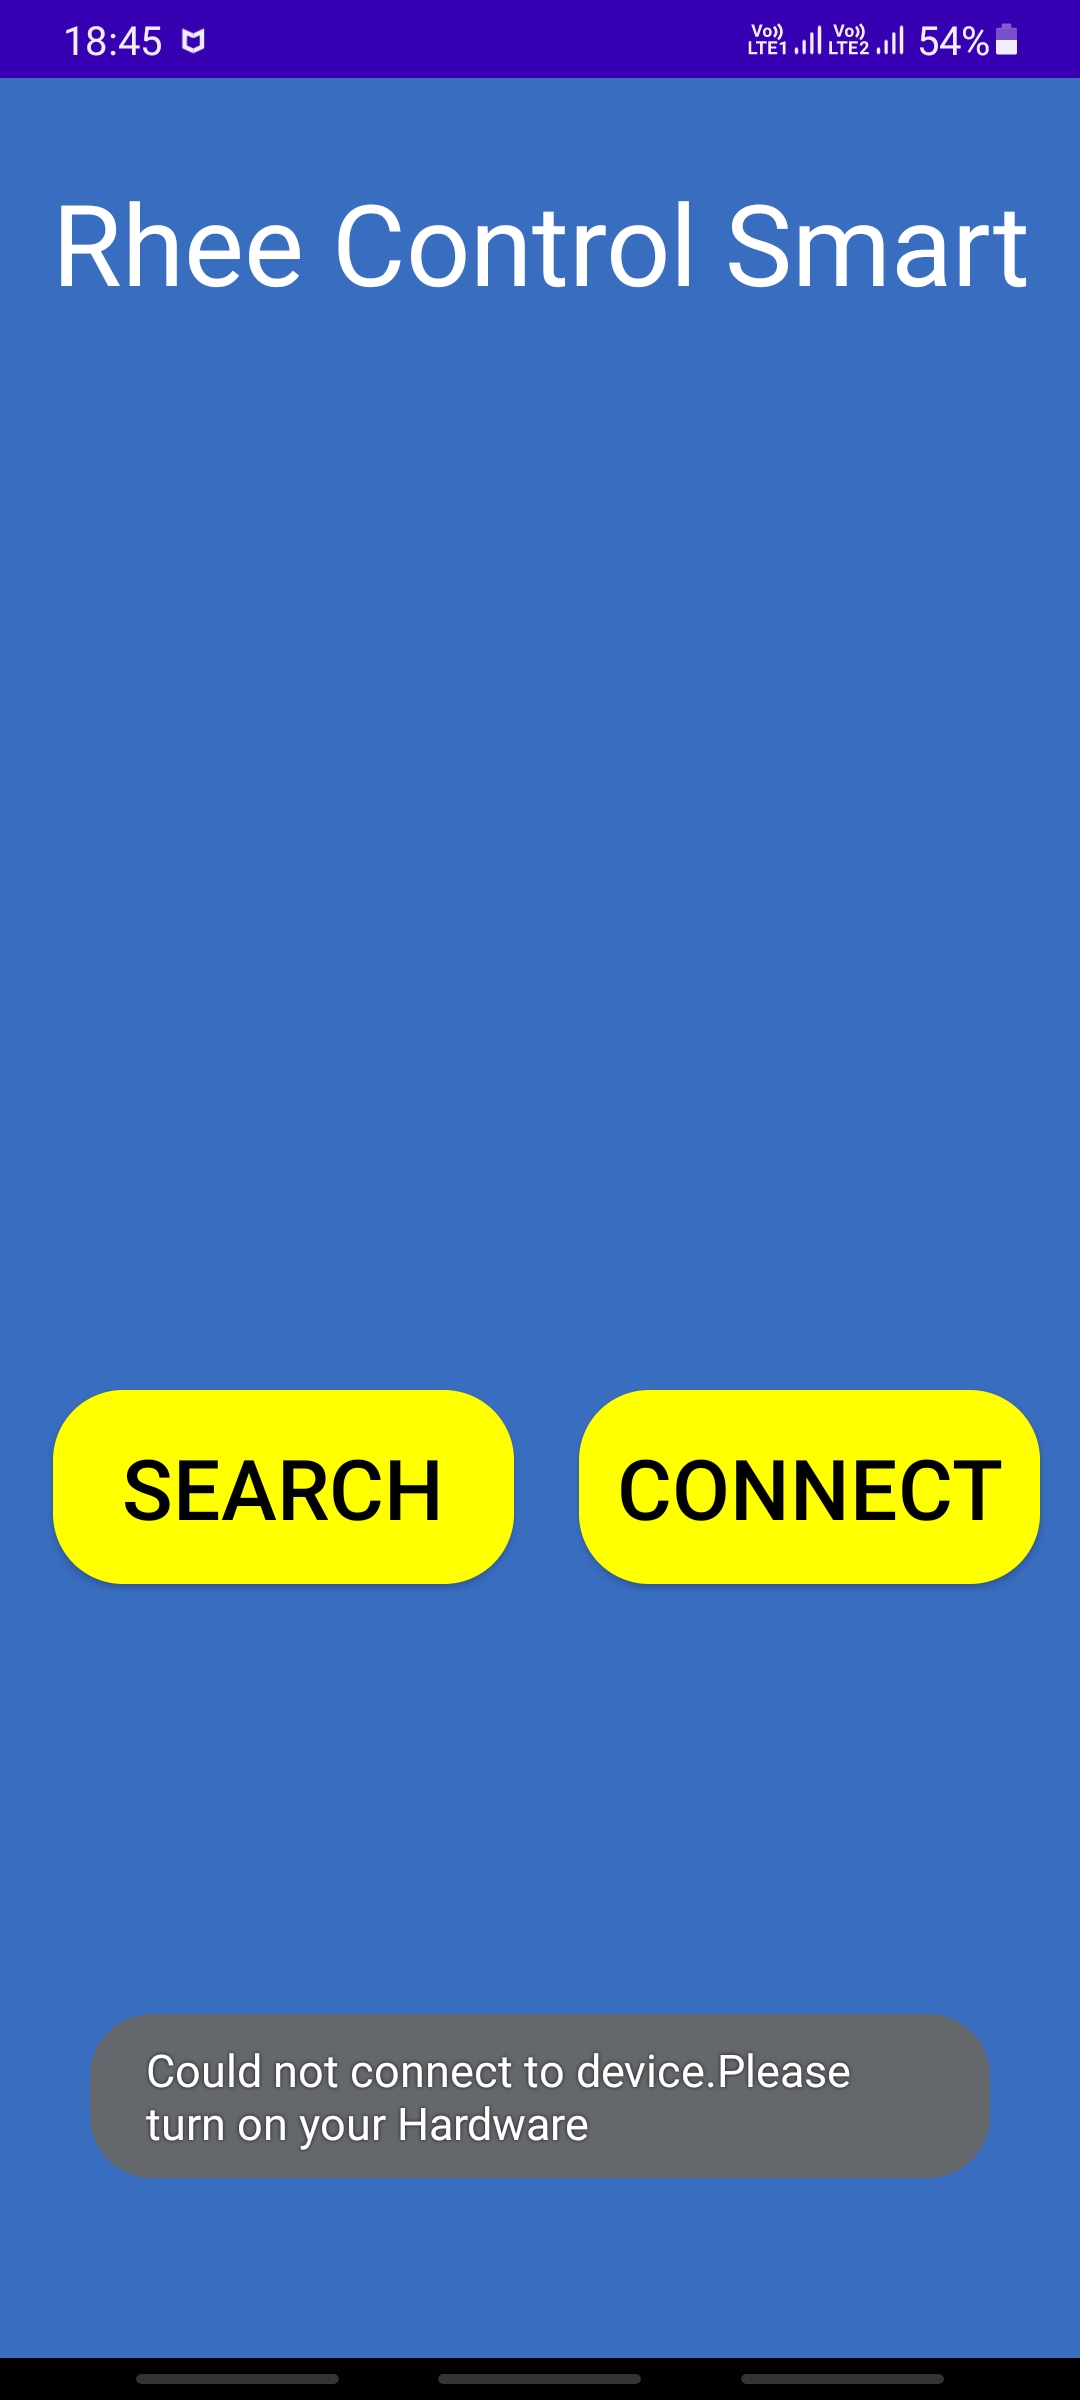 18:45 Vo)) LTE1 Vo)) LTE2 54%
Rhee Control Smart
SEARCH CONNECT
Could not connect to device.Please
turn on your Hardware